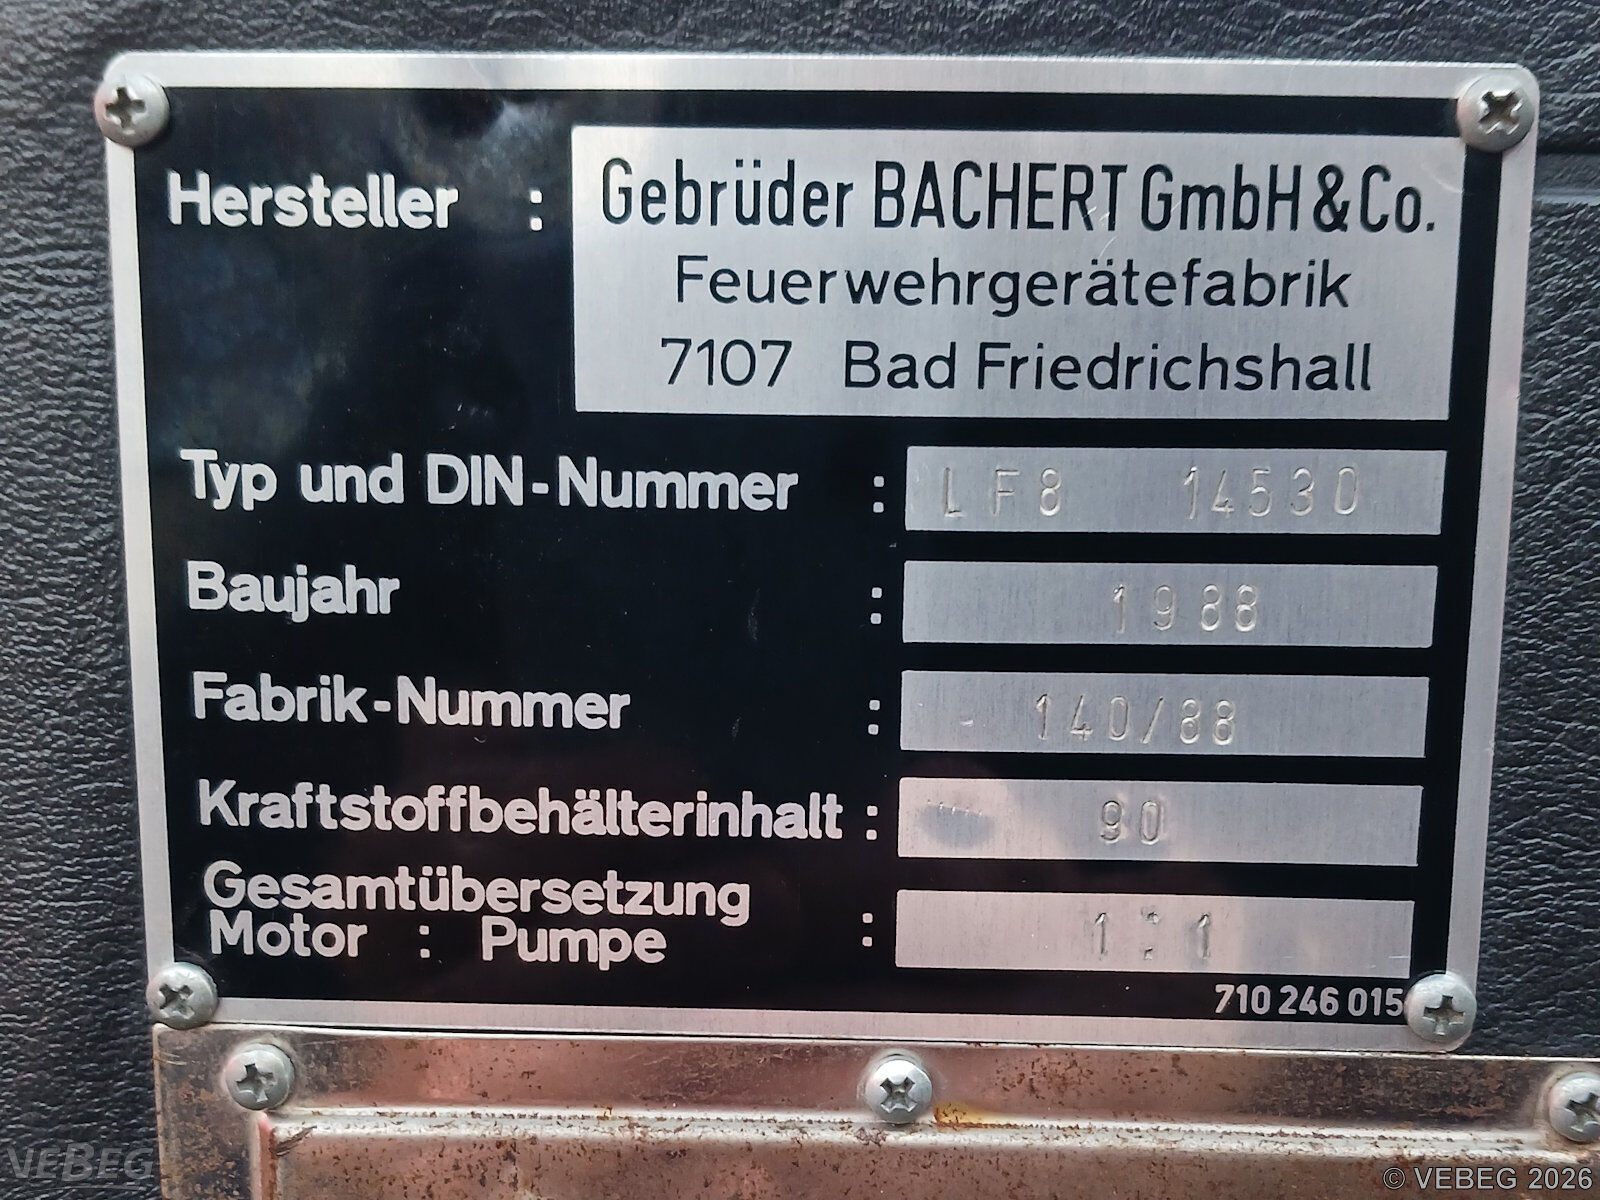 Hersteller : Gebrüder BACHERT GmbH & Co.
Feuerwehrgerätefabrik
7107 Bad Friedrichshall
Typ und DIN-Nummer : LF8 14530
Baujahr : 1988
Fabrik-Nummer : 140/88
Kraftstoffbehälterinhalt : 90
Gesamtübersetzung
Motor : Pumpe : 1:1
710 246 015
VEBEG
© VEBEG 2026